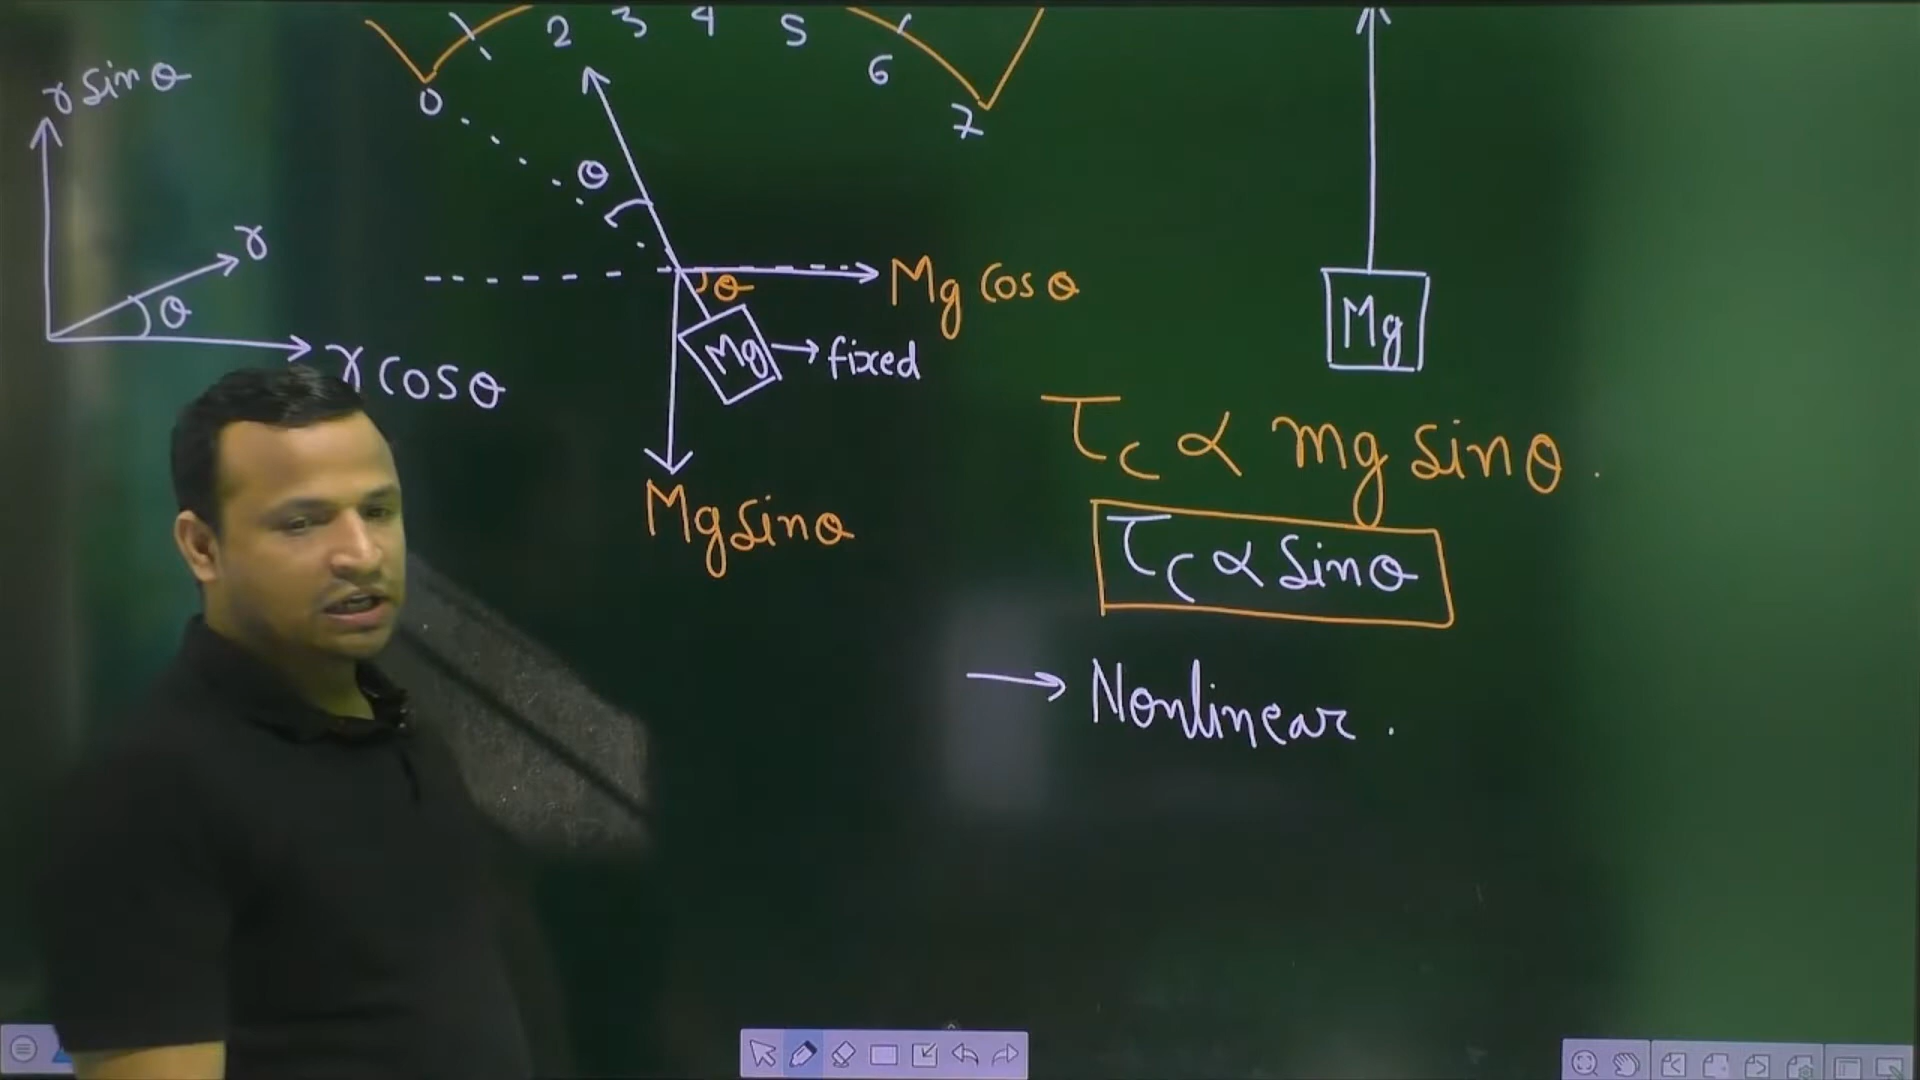 1 2 3 4 5 6 7
0
r sin θ
θ
r
θ
r cos θ
θ
Mg cos θ
Mg → fixed
Mg sin θ
Mg
τc ∝ mg sin θ.
τc ∝ sin θ
→ Nonlinear.